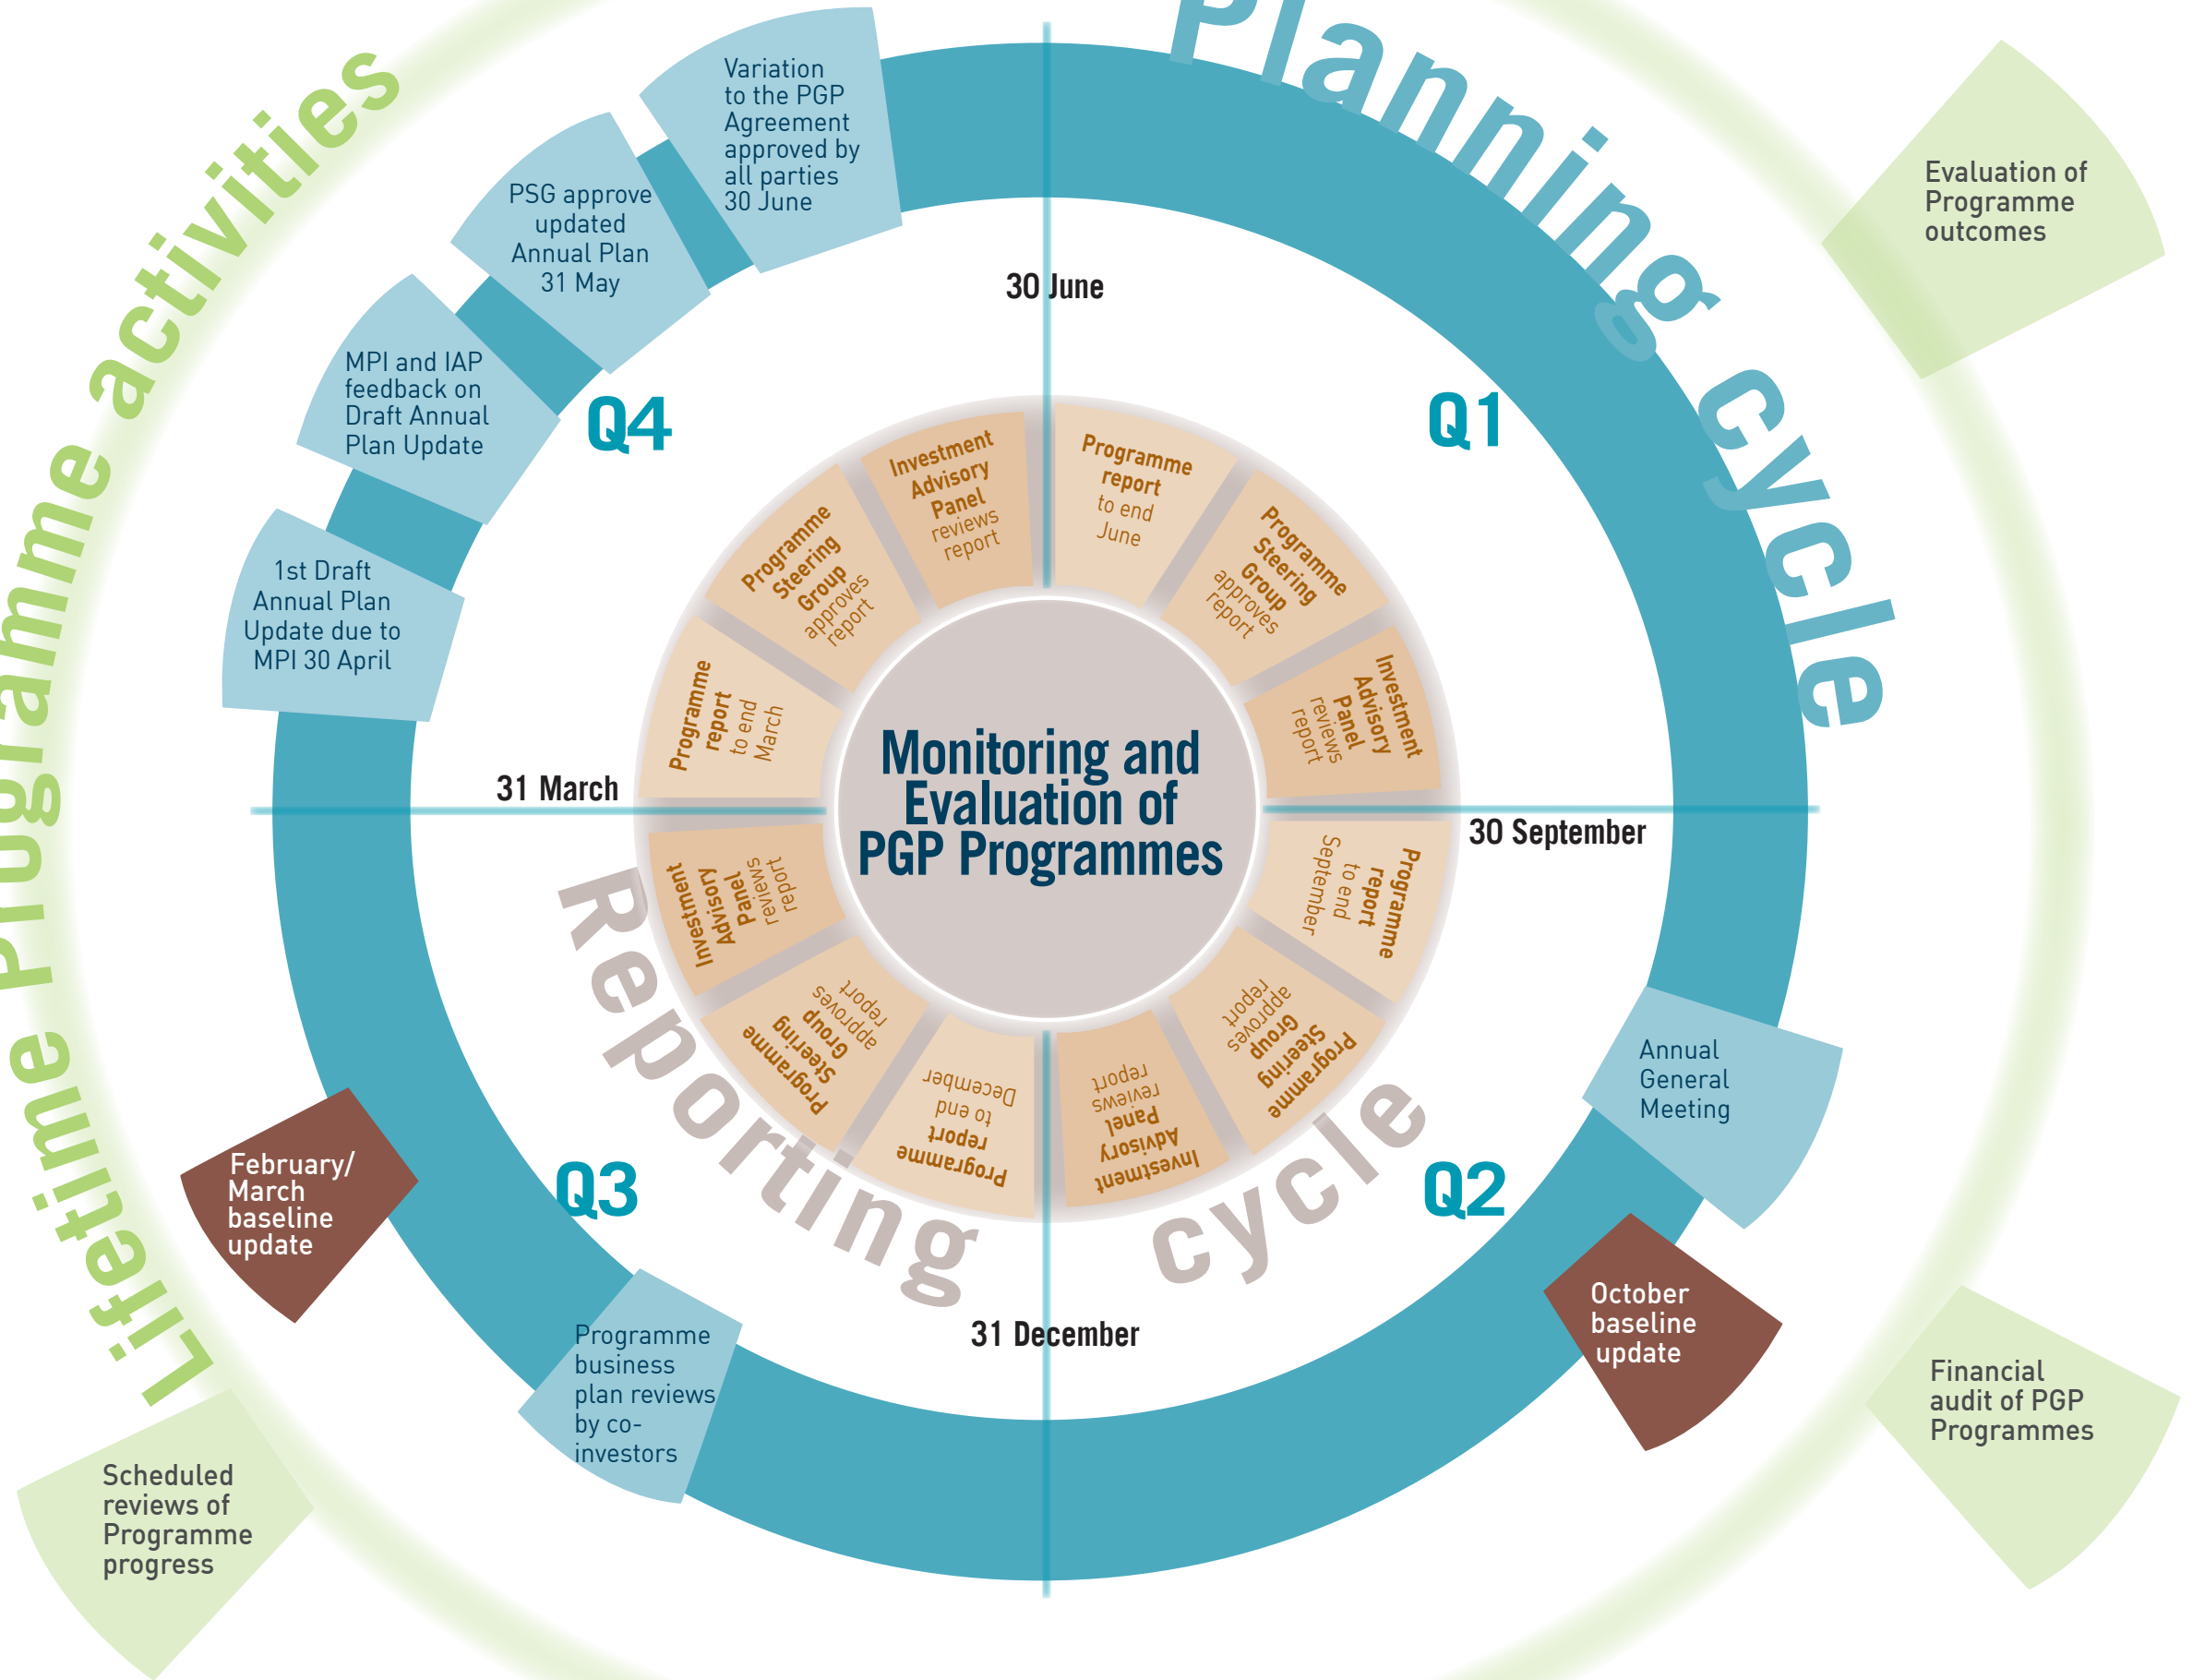 Lifetime Programme activities
Planning cycle
Variation
to the PGP
Agreement
approved by
all parties
30 June
PSG approve
updated
Annual Plan
31 May
MPI and IAP
feedback on
Draft Annual
Plan Update
1st Draft
Annual Plan
Update due to
MPI 30 April
Evaluation of
Programme
outcomes
30 June
Q4
Q1
Programme
report
to end
June
Programme
Steering
Group
approves
report
Investment
Advisory
Panel
reviews
report
Programme
report
to end
September
Programme
Steering
Group
approves
report
Investment
Advisory
Panel
reviews
report
Programme
report
to end
December
Programme
Steering
Group
approves
report
Investment
Advisory
Panel
reviews
report
Programme
report
to end
March
Programme
Steering
Group
approves
report
Investment
Advisory
Panel
reviews
report
Monitoring and
Evaluation of
PGP Programmes
31 March
30 September
Reporting cycle
Annual
General
Meeting
Q3
Q2
February/
March
baseline
update
October
baseline
update
31 December
Programme
business
plan reviews
by co-
investors
Financial
audit of PGP
Programmes
Scheduled
reviews of
Programme
progress